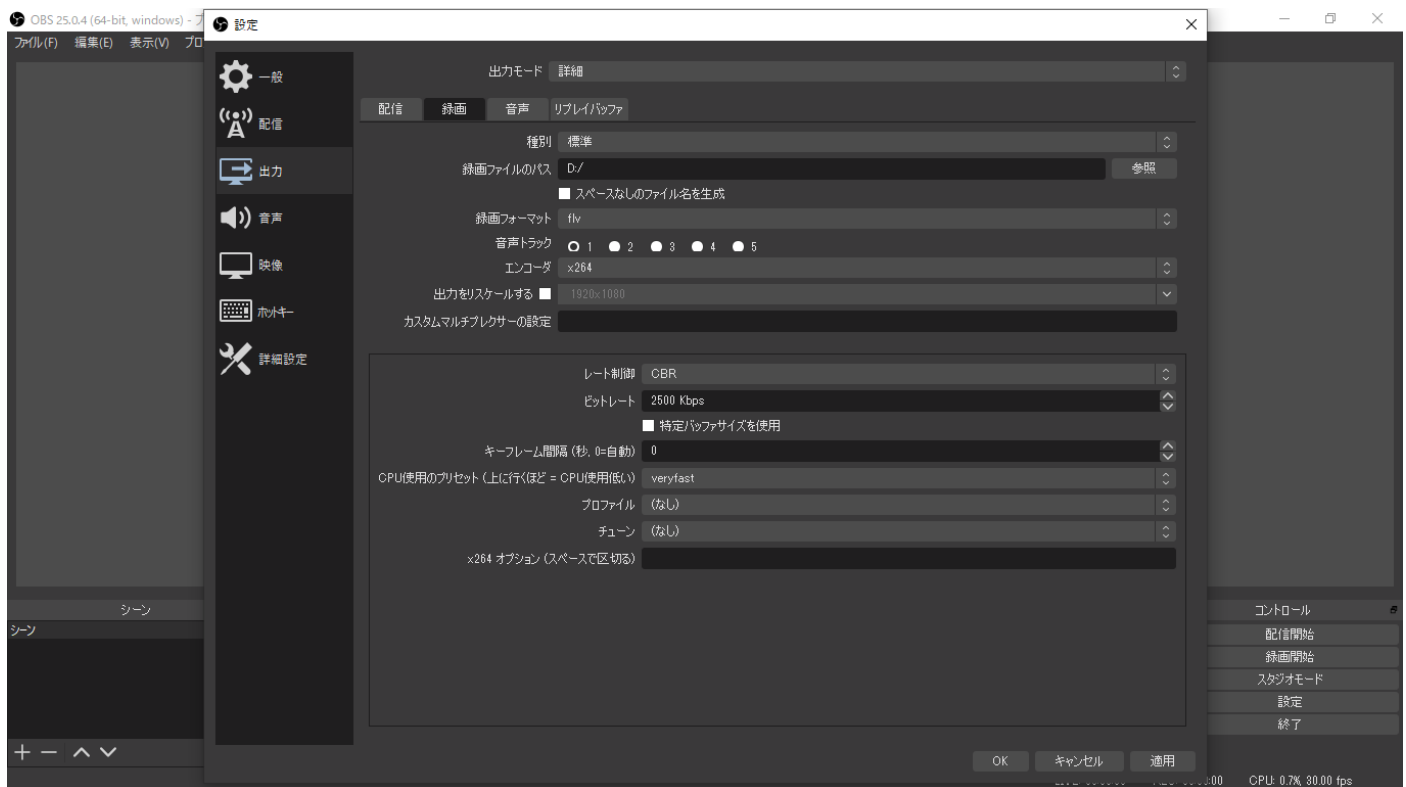 OBS 25.0.4 (64-bit, windows) - プ
ファイル(F) 編集(E) 表示(V) プロ
設定
一般
配信
出力
音声
映像
ホットキー
詳細設定
出力モード 詳細
配信 録画 音声 リプレイバッファ
種別 標準
録画ファイルのパス D:/ 参照
スペースなしのファイル名を生成
録画フォーマット flv
音声トラック 1 2 3 4 5
エンコーダ x264
出力をリスケールする 1920x1080
カスタムマルチプレクサーの設定
レート制御 CBR
ビットレート 2500 Kbps
特定バッファサイズを使用
キーフレーム間隔 (秒, 0=自動) 0
CPU使用のプリセット (上に行くほど = CPU使用低い) veryfast
プロファイル (なし)
チューン (なし)
x264 オプション (スペースで区切る)
OK キャンセル 適用
シーン
シーン
コントロール
配信開始
録画開始
スタジオモード
設定
終了
CPU: 0.7%, 30.00 fps